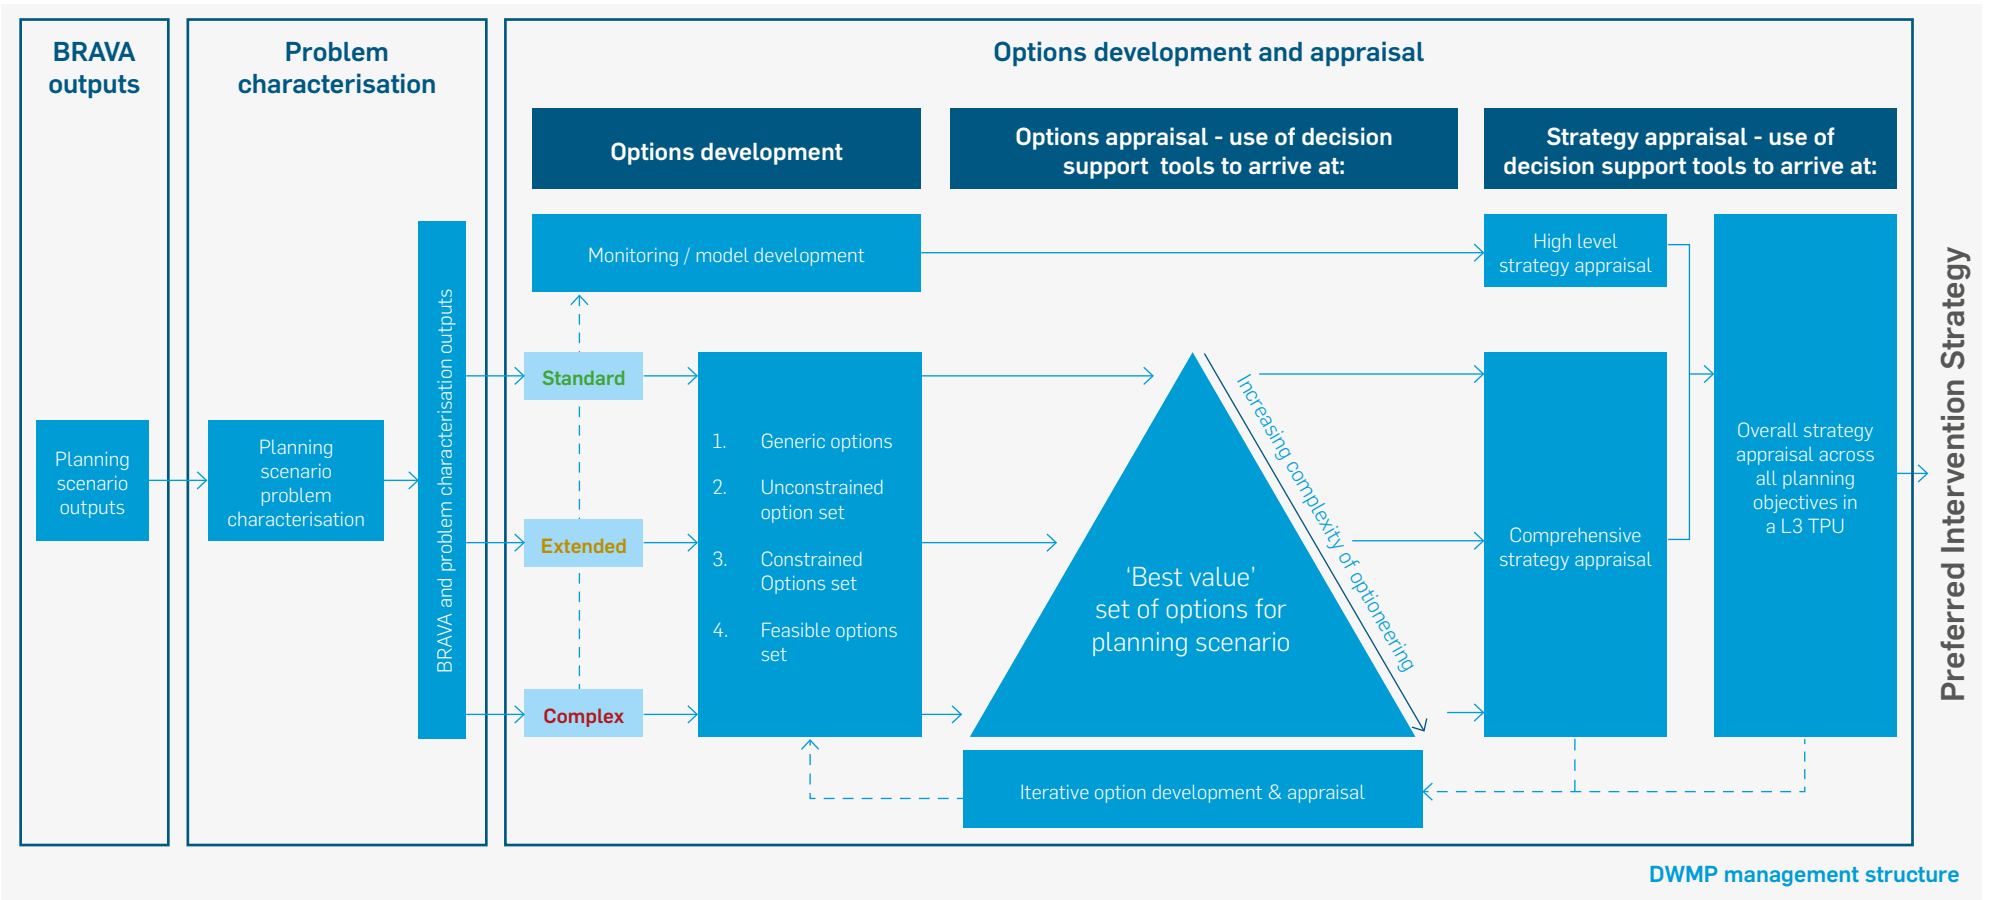 BRAVA
outputs
Problem
characterisation
Options development and appraisal
Options development
Options appraisal - use of decision
support tools to arrive at:
Strategy appraisal - use of
decision support tools to arrive at:
Planning
scenario
outputs
Planning
scenario
problem
characterisation
BRAVA and problem characterisation outputs
Monitoring / model development
Standard
Extended
Complex
1. Generic options
2. Unconstrained
option set
3. Constrained
Options set
4. Feasible options
set
‘Best value’
set of options for
planning scenario
Increasing complexity of optioneering
Iterative option development & appraisal
High level
strategy appraisal
Comprehensive
strategy appraisal
Overall strategy
appraisal across
all planning
objectives in
a L3 TPU
Preferred Intervention Strategy
DWMP management structure